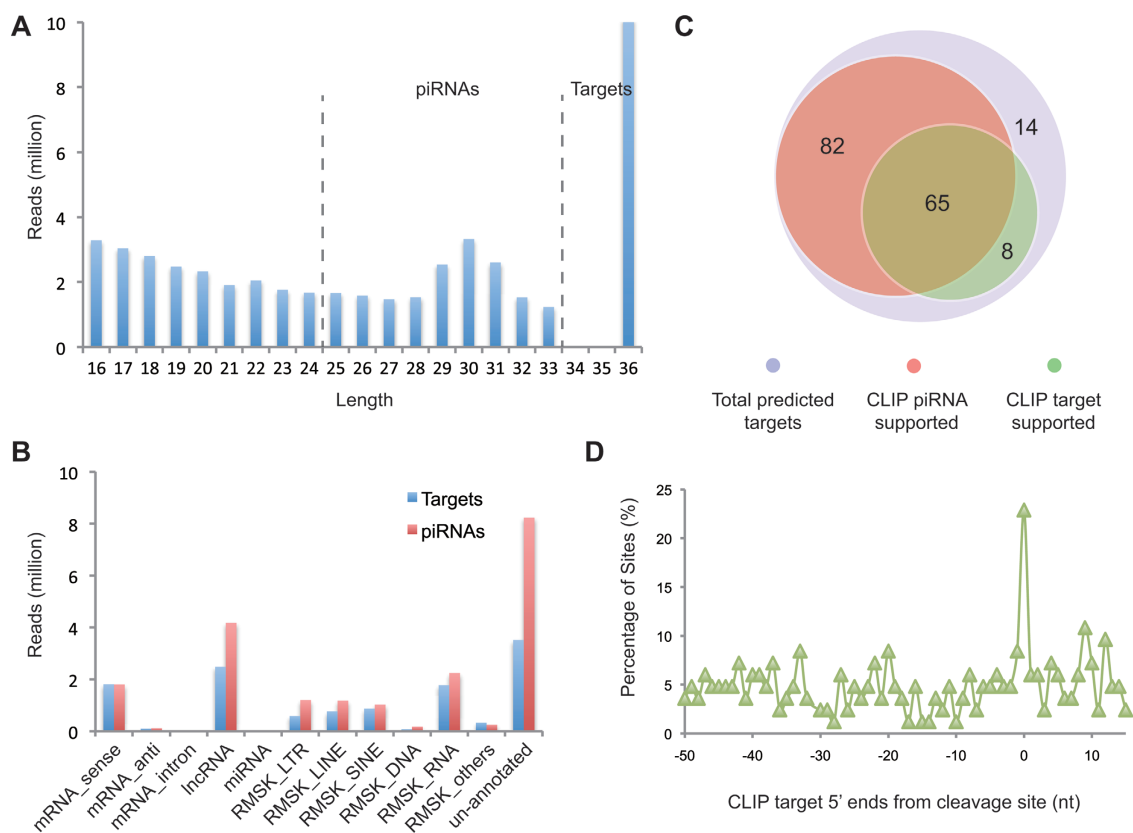 A
10
8
6
4
2
0
Reads (million)
piRNAs
Targets
16 17 18 19 20 21 22 23 24 25 26 27 28 29 30 31 32 33 34 35 36
Length
C
82
14
65
8
Total predicted targets
CLIP piRNA supported
CLIP target supported
B
10
8
6
4
2
0
Reads (million)
Targets
piRNAs
mRNA_sense
mRNA_anti
mRNA_intron
lncRNA
miRNA
RMSK_LTR
RMSK_LINE
RMSK_SINE
RMSK_DNA
RMSK_RNA
RMSK_others
un-annotated
D
25
20
15
10
5
0
Percentage of Sites (%)
-50 -40 -30 -20 -10 0 10
CLIP target 5’ ends from cleavage site (nt)